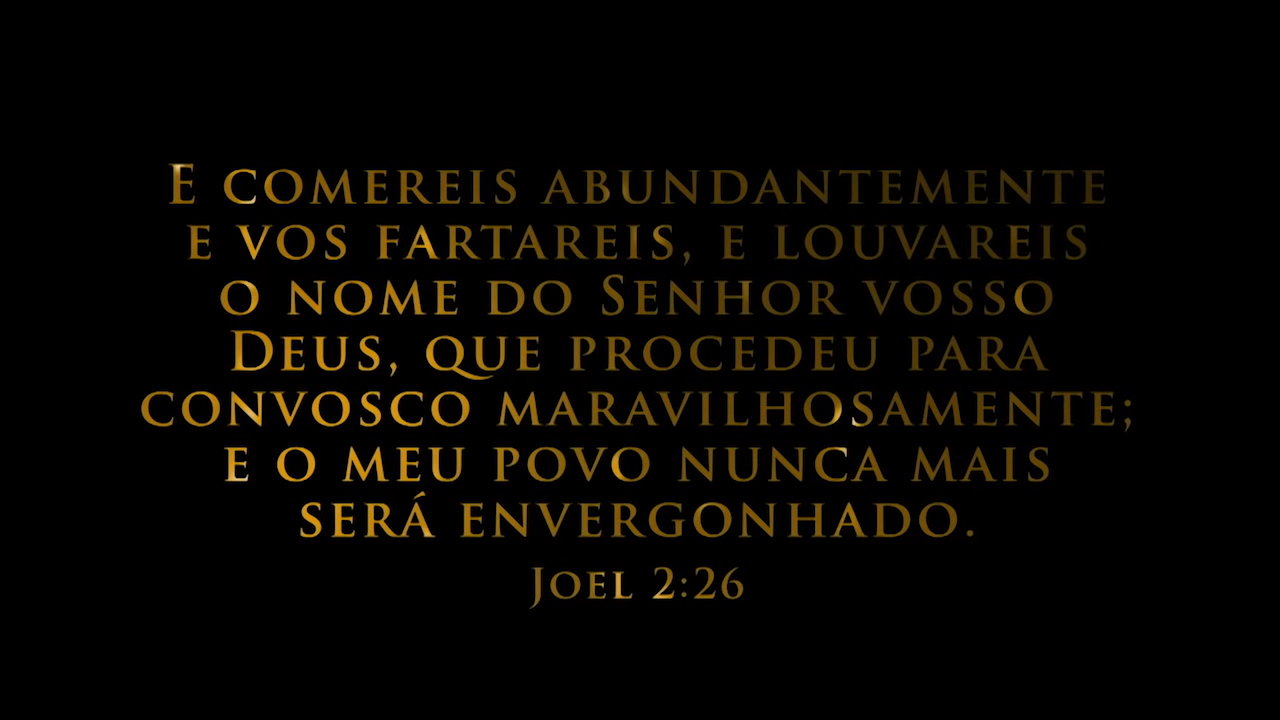 E comereis abundantemente
e vos fartareis, e louvareis
o nome do Senhor vosso
Deus, que procedeu para
convosco maravilhosamente;
e o meu povo nunca mais
será envergonhado.
Joel 2:26